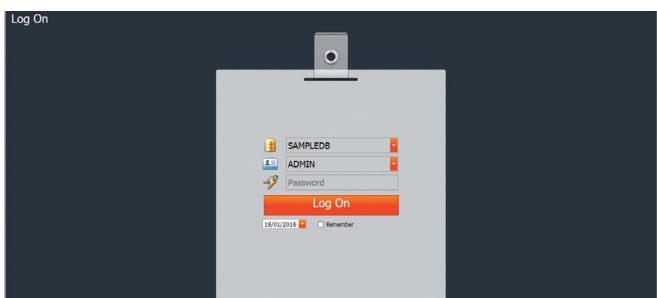 Log On
SAMPLEDB
ADMIN
Password
Log On
19/01/2016 Remember